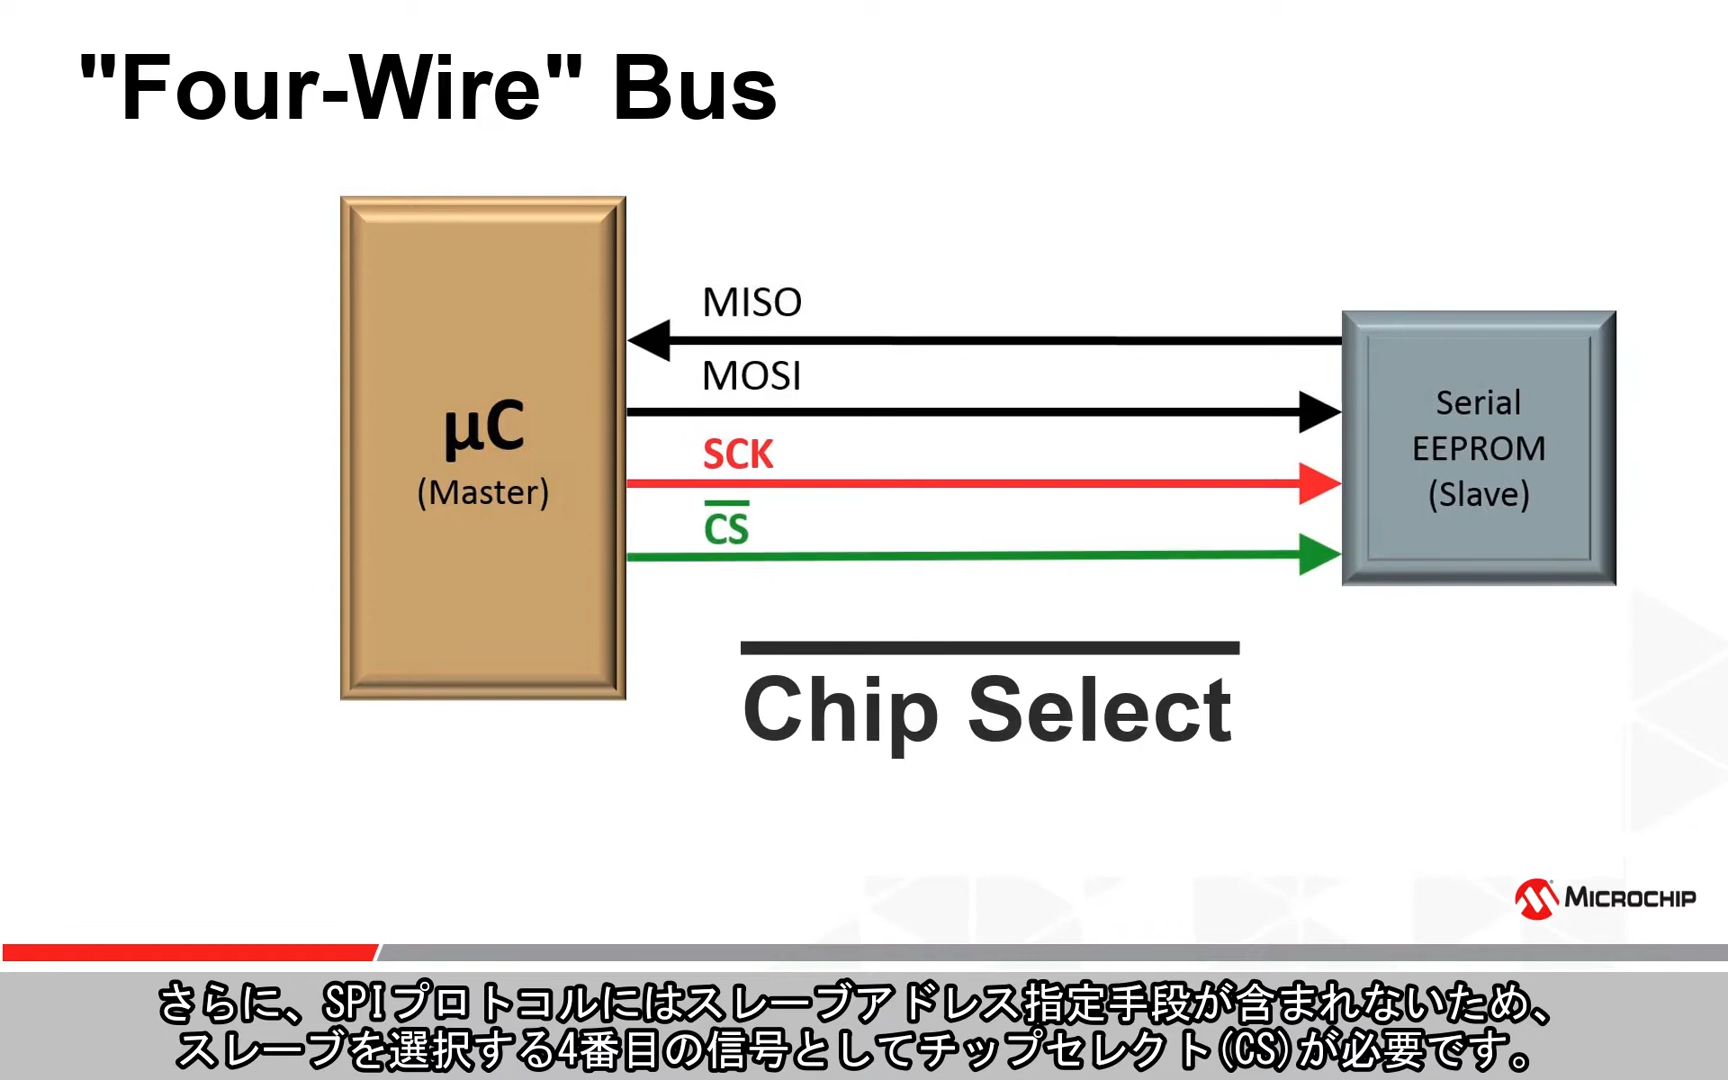 "Four-Wire" Bus
MISO
MOSI
SCK
C̅S̅
µC
(Master)
Serial
EEPROM
(Slave)
Chip Select
MICROCHIP
さらに、SPIプロトコルにはスレーブアドレス指定手段が含まれないため、
スレーブを選択する4番目の信号としてチップセレクト(CS)が必要です。